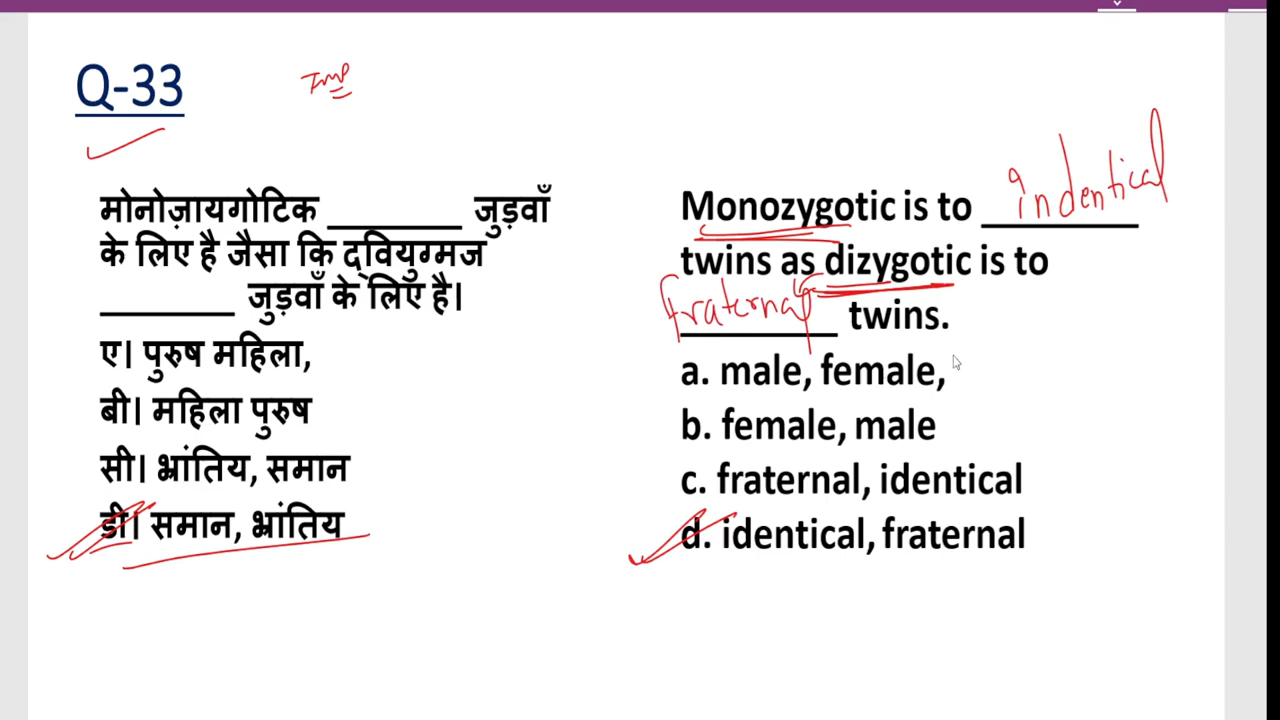 Q-33
Imp
मोनोज़ायगोटिक ________ जुड़वाँ
के लिए है जैसा कि द्वियुग्मज
________ जुड़वाँ के लिए है।
ए। पुरुष महिला,
बी। महिला पुरुष
सी। भ्रांतिय, समान
डी। समान, भ्रांतिय
indentical
Monozygotic is to ________
twins as dizygotic is to
fraternal
________ twins.
a. male, female,
b. female, male
c. fraternal, identical
d. identical, fraternal